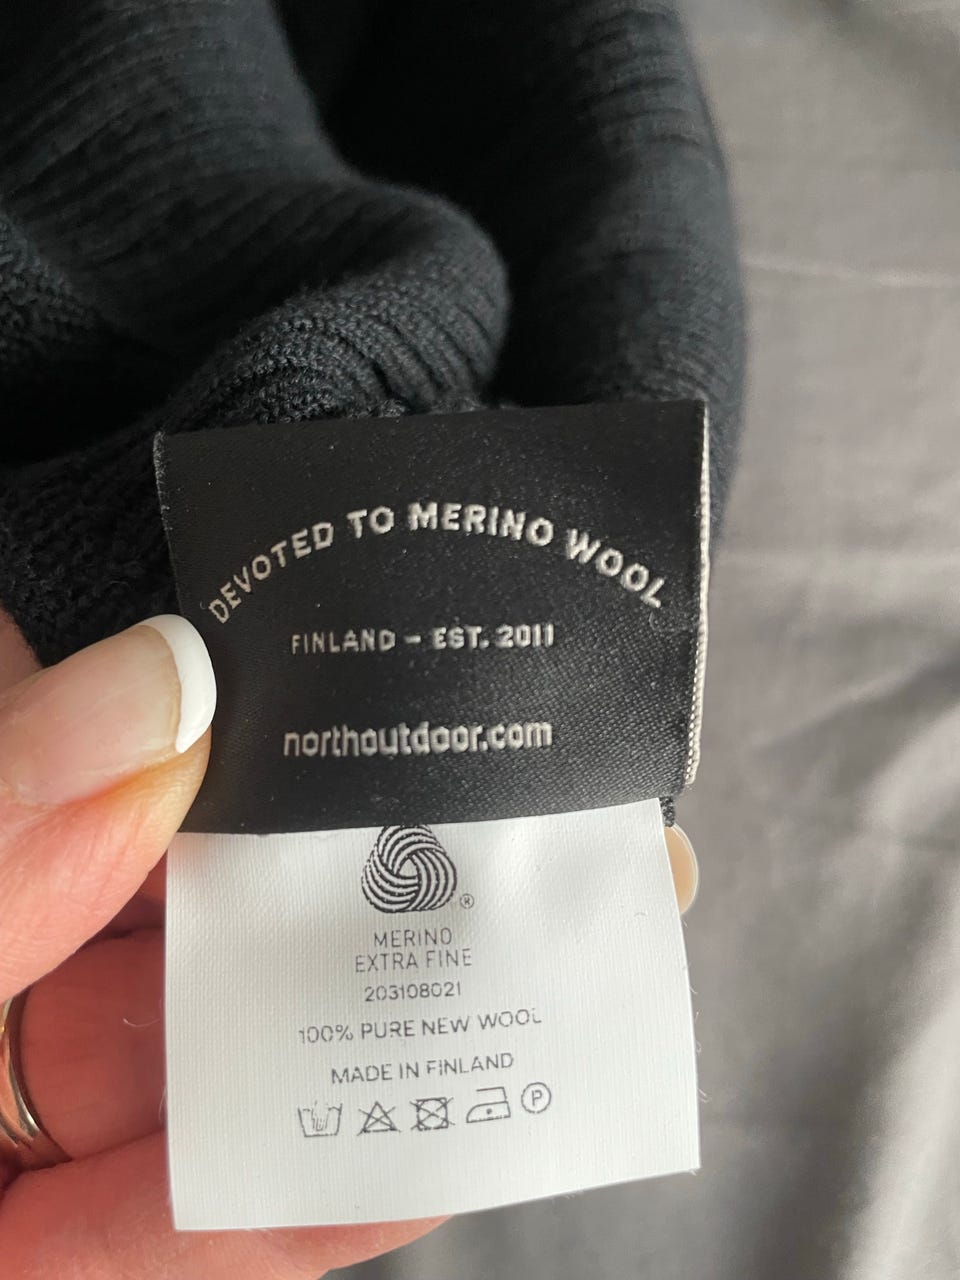 DEVOTED TO MERINO WOOL
FINLAND – EST. 2011
northoutdoor.com
®
MERINO
EXTRA FINE
203108021
100% PURE NEW WOOL
MADE IN FINLAND
P